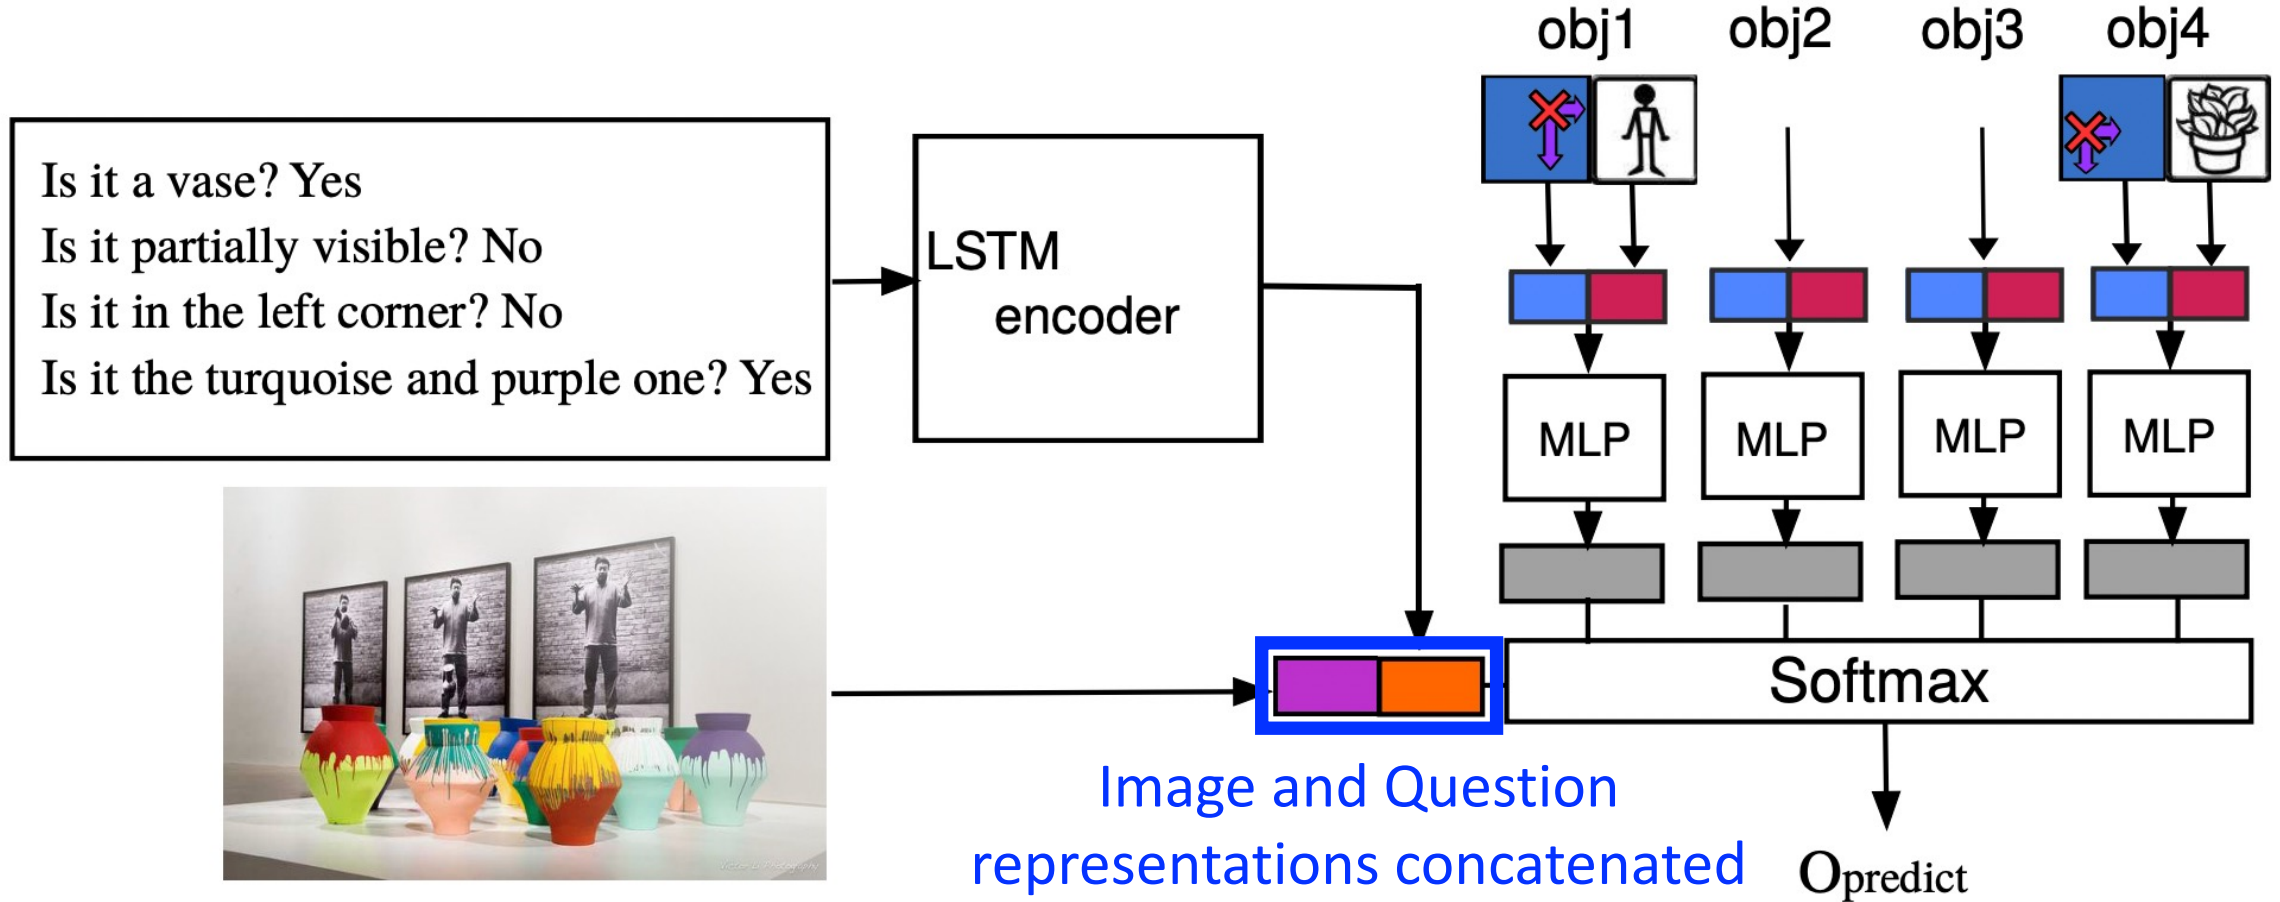 obj1 obj2 obj3 obj4
Is it a vase? Yes
Is it partially visible? No
Is it in the left corner? No
Is it the turquoise and purple one? Yes
LSTM
encoder
MLP MLP MLP MLP
Softmax
Image and Question
representations concatenated
Opredict